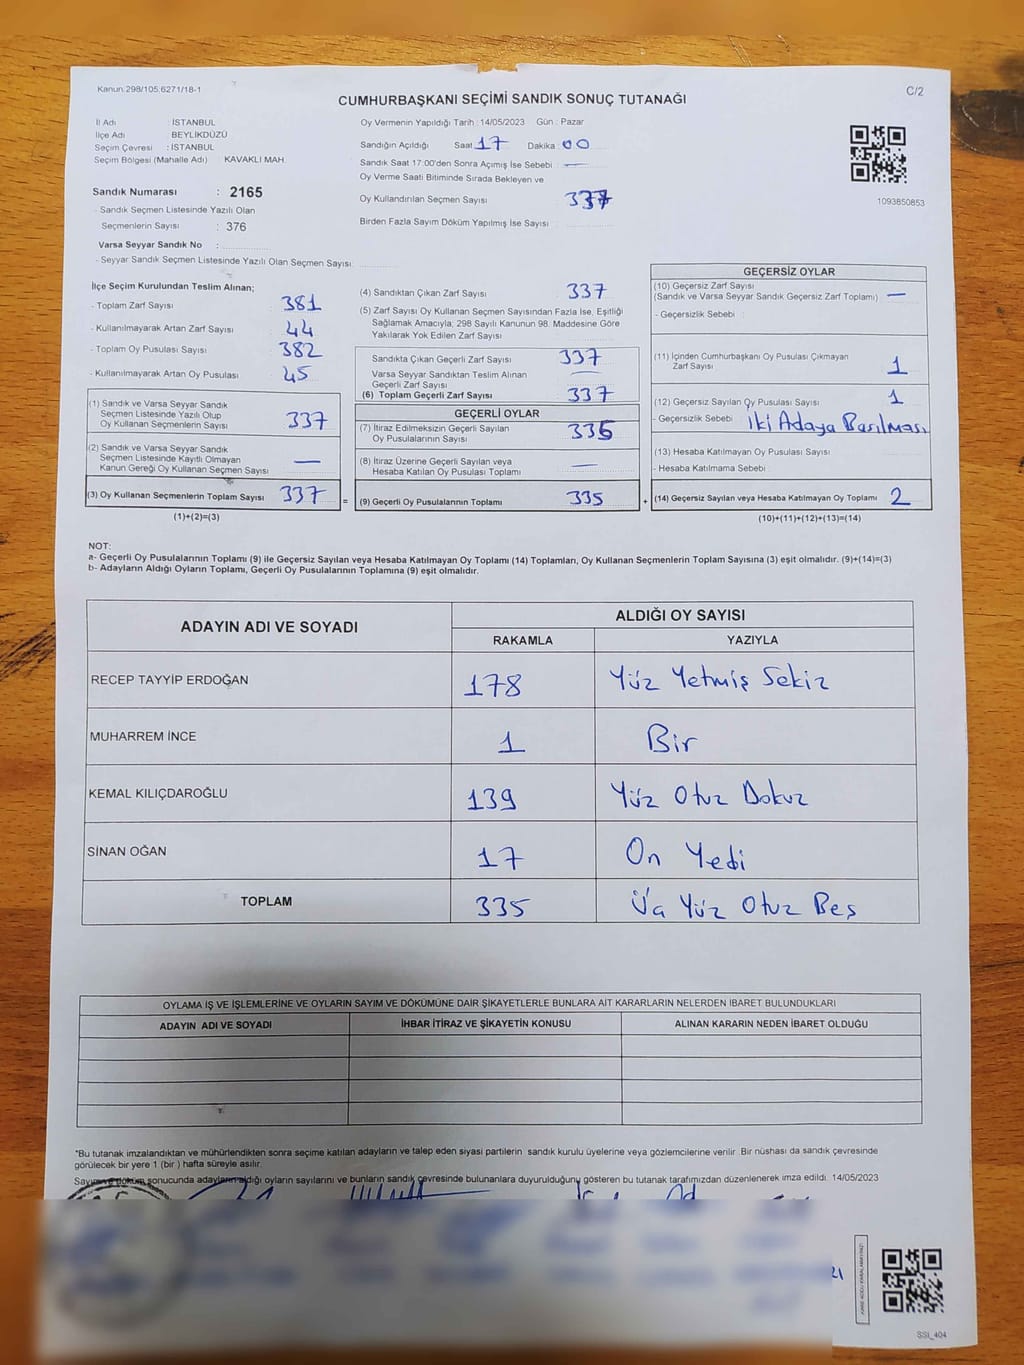 Kanun.298/105.6271/18-1
C/2
CUMHURBAŞKANI SEÇİMİ SANDIK SONUÇ TUTANAĞI
İl Adı : İSTANBUL
İlçe Adı BEYLİKDÜZÜ
Seçim Çevresi : İSTANBUL
Seçim Bölgesi (Mahalle Adı) : KAVAKLI MAH.
Sandık Numarası : 2165
- Sandık Seçmen Listesinde Yazılı Olan
Seçmenlerin Sayısı : 376
Varsa Seyyar Sandık No :
- Seyyar Sandık Seçmen Listesinde Yazılı Olan Seçmen Sayısı:
Oy Vermenin Yapıldığı Tarih : 14/05/2023 Gün : Pazar
Sandığın Açıldığı Saat 17 Dakika : 00
Sandık Saat 17:00'den Sonra Açımış İse Sebebi : —
Oy Verme Saati Bitiminde Sırada Bekleyen ve
Oy Kullandırılan Seçmen Sayısı 337
Birden Fazla Sayım Döküm Yapılmış İse Sayısı :
1093850853
İlçe Seçim Kurulundan Teslim Alınan;
- Toplam Zarf Sayısı 381
- Kullanılmayarak Artan Zarf Sayısı 44
- Toplam Oy Pusulası Sayısı 382
- Kullanılmayarak Artan Oy Pusulası 45
(1) Sandık ve Varsa Seyyar Sandık
Seçmen Listesinde Yazılı Olup
Oy Kullanan Seçmenlerin Sayısı 337
(2) Sandık ve Varsa Seyyar Sandık
Seçmen Listesinde Kayıtlı Olmayan
Kanun Gereği Oy Kullanan Seçmen Sayısı —
(3) Oy Kullanan Seçmenlerin Toplam Sayısı 337 =
(1)+(2)=(3)
(4) Sandıktan Çıkan Zarf Sayısı 337
(5) Zarf Sayısı Oy Kullanan Seçmen Sayısından Fazla İse, Eşitliği
Sağlamak Amacıyla; 298 Sayılı Kanunun 98. Maddesine Göre
Yakılarak Yok Edilen Zarf Sayısı
Sandıkta Çıkan Geçerli Zarf Sayısı 337
Varsa Seyyar Sandıktan Teslim Alınan
Geçerli Zarf Sayısı —
(6) Toplam Geçerli Zarf Sayısı 337
GEÇERLİ OYLAR
(7) İtiraz Edilmeksizin Geçerli Sayılan
Oy Pusulalarının Sayısı 335
(8) İtiraz Üzerine Geçerli Sayılan veya
Hesaba Katılan Oy Pusulası Toplamı —
(9) Geçerli Oy Pusulalarının Toplamı 335 +
GEÇERSİZ OYLAR
(10) Geçersiz Zarf Sayısı
(Sandık ve Varsa Seyyar Sandık Geçersiz Zarf Toplamı) —
- Geçersizlik Sebebi :
(11) İçinden Cumhurbaşkanı Oy Pusulası Çıkmayan
Zarf Sayısı 1
(12) Geçersiz Sayılan Oy Pusulası Sayısı 1
- Geçersizlik Sebebi : İki Adaya Basılması
(13) Hesaba Katılmayan Oy Pusulası Sayısı
- Hesaba Katılmama Sebebi
(14) Geçersiz Sayılan veya Hesaba Katılmayan Oy Toplamı 2
(10)+(11)+(12)+(13)=(14)
NOT:
a- Geçerli Oy Pusulalarının Toplamı (9) ile Geçersiz Sayılan veya Hesaba Katılmayan Oy Toplamı (14) Toplamları, Oy Kullanan Seçmenlerin Toplam Sayısına (3) eşit olmalıdır. (9)+(14)=(3)
b- Adayların Aldığı Oyların Toplamı, Geçerli Oy Pusulalarının Toplamına (9) eşit olmalıdır.
ADAYIN ADI VE SOYADI
ALDIĞI OY SAYISI
RAKAMLA YAZIYLA
RECEP TAYYİP ERDOĞAN 178 Yüz Yetmiş Sekiz
MUHARREM İNCE 1 Bir
KEMAL KILIÇDAROĞLU 139 Yüz Otuz Dokuz
SİNAN OĞAN 17 On Yedi
TOPLAM 335 Üç Yüz Otuz Beş
OYLAMA İŞ VE İŞLEMLERİNE VE OYLARIN SAYIM VE DÖKÜMÜNE DAİR ŞİKAYETLERLE BUNLARA AİT KARARLARIN NELERDEN İBARET BULUNDUKLARI
ADAYIN ADI VE SOYADI İHBAR İTİRAZ VE ŞİKAYETİN KONUSU ALINAN KARARIN NEDEN İBARET OLDUĞU
*Bu tutanak imzalandıktan ve mühürlendikten sonra seçime katılan adayların ve talep eden siyasi partilerin sandık kurulu üyelerine veya gözlemcilerine verilir. Bir nüshası da sandık çevresinde
görülecek bir yere 1 (bir ) hafta süreyle asılır.
Sayım ve döküm sonucunda adayların aldığı oyların sayılarını ve bunların sandık çevresinde bulunanlara duyurulduğunu gösteren bu tutanak tarafımızdan düzenlenerek imza edildi. 14/05/2023
SSI_404